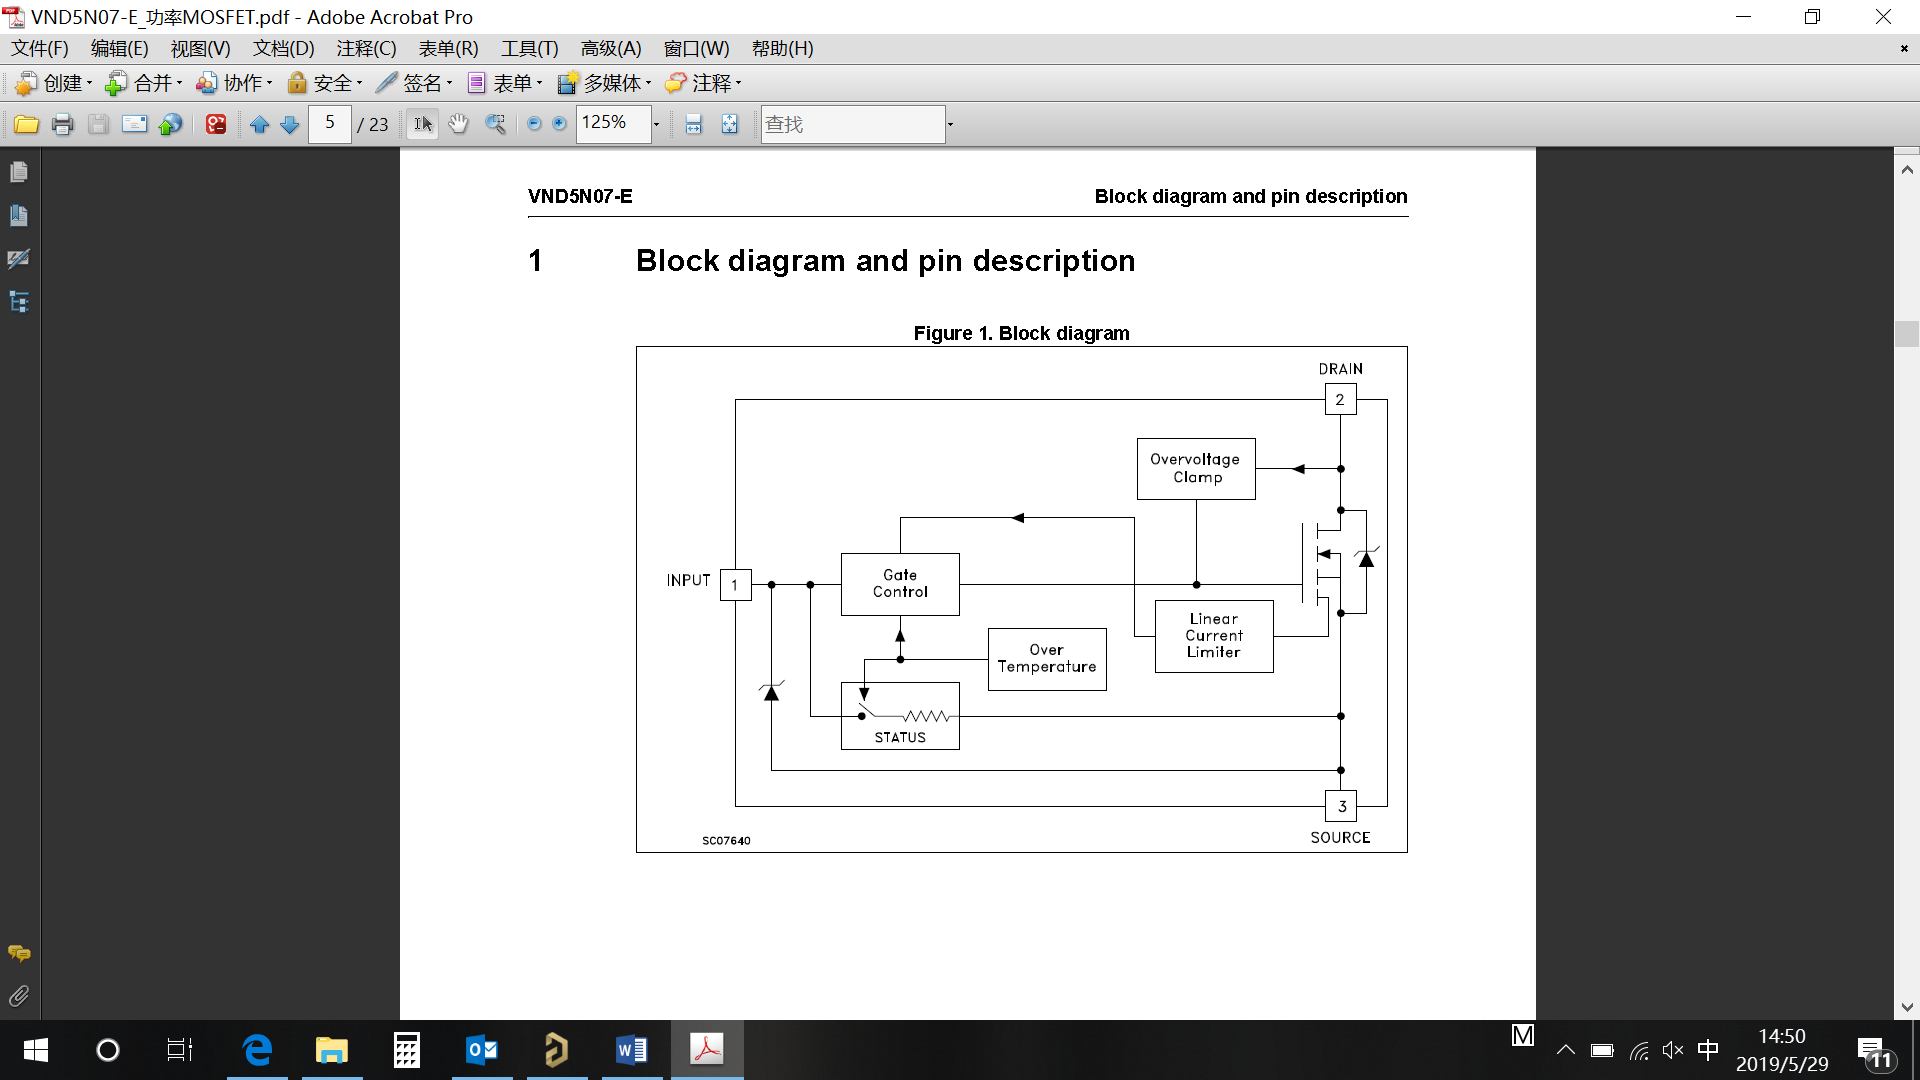 VND5N07-E_功率MOSFET.pdf - Adobe Acrobat Pro
文件(F) 编辑(E) 视图(V) 文档(D) 注释(C) 表单(R) 工具(T) 高级(A) 窗口(W) 帮助(H)
创建 合并 协作 安全 签名 表单 多媒体 注释
5 / 23 125% 查找
VND5N07-E Block diagram and pin description
1 Block diagram and pin description
Figure 1. Block diagram
DRAIN
2
Overvoltage
Clamp
INPUT 1
Gate
Control
Linear
Current
Limiter
Over
Temperature
STATUS
3
SOURCE
SC07640
M
中
14:50
2019/5/29
11